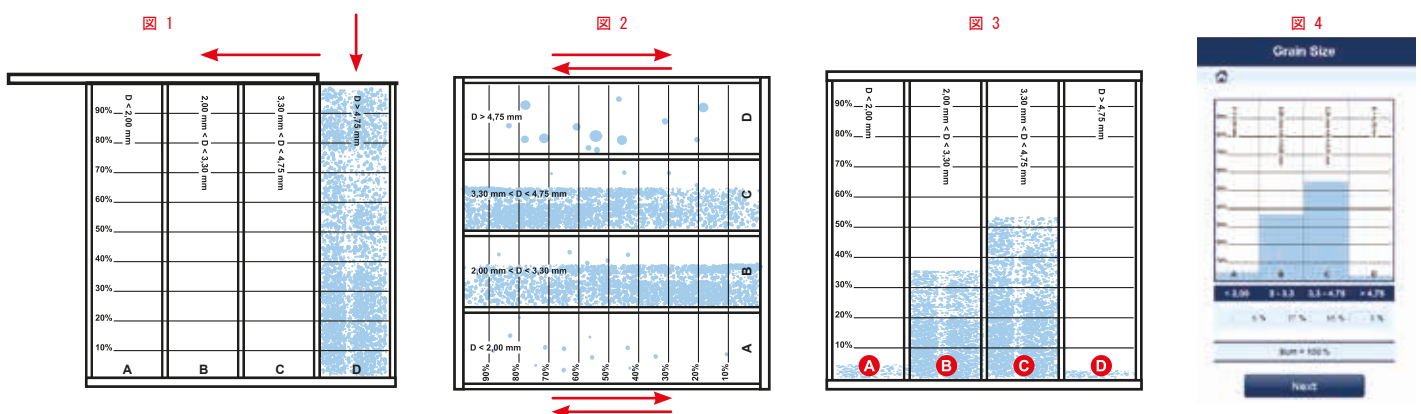 図 1
90%
80%
70%
60%
50%
40%
30%
20%
10%
D < 2,00 mm
2,00 mm < D < 3,30 mm
3,30 mm < D < 4,75 mm
D > 4,75 mm
A
B
C
D
図 2
D > 4,75 mm
D
3,30 mm < D < 4,75 mm
C
2,00 mm < D < 3,30 mm
B
D < 2,00 mm
A
90%
80%
70%
60%
50%
40%
30%
20%
10%
図 3
90%
80%
70%
60%
50%
40%
30%
20%
10%
D < 2,00 mm
2,00 mm < D < 3,30 mm
3,30 mm < D < 4,75 mm
D > 4,75 mm
A
B
C
D
図 4
Grain Size
A
B
C
D
< 2,00 2 - 3,3 3,3 - 4,75 > 4,75
Sum = 100 %
Next